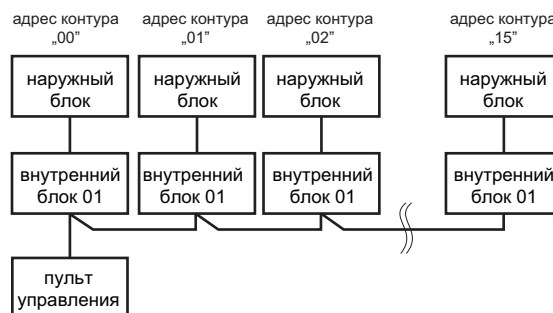 адрес контура адрес контура адрес контура адрес контура
„00” „01” „02” „15”
наружный наружный наружный наружный
блок блок блок блок
внутренний внутренний внутренний внутренний
блок 01 блок 01 блок 01 блок 01
пульт
управления